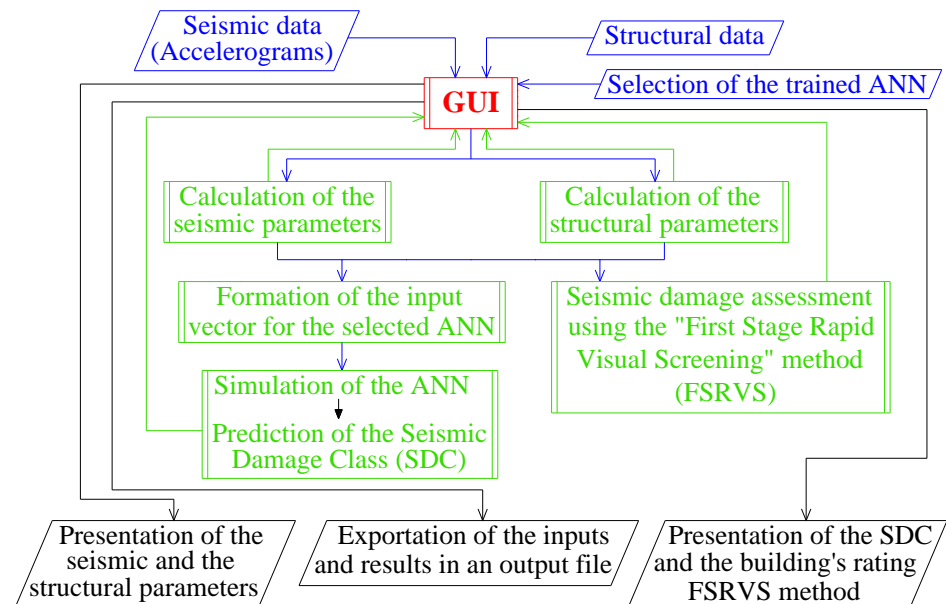 Seismic data
(Accelerograms)
Structural data
Selection of the trained ANN
GUI
Calculation of the
seismic parameters
Calculation of the
structural parameters
Formation of the input
vector for the selected ANN
Seismic damage assessment
using the "First Stage Rapid
Visual Screening" method
(FSRVS)
Simulation of the ANN
Prediction of the Seismic
Damage Class (SDC)
Presentation of the
seismic and the
structural parameters
Exportation of the inputs
and results in an output file
Presentation of the SDC
and the building's rating
FSRVS method